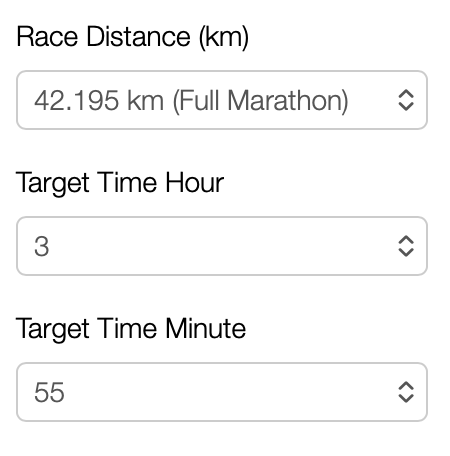 Race Distance (km)
42.195 km (Full Marathon)
Target Time Hour
3
Target Time Minute
55